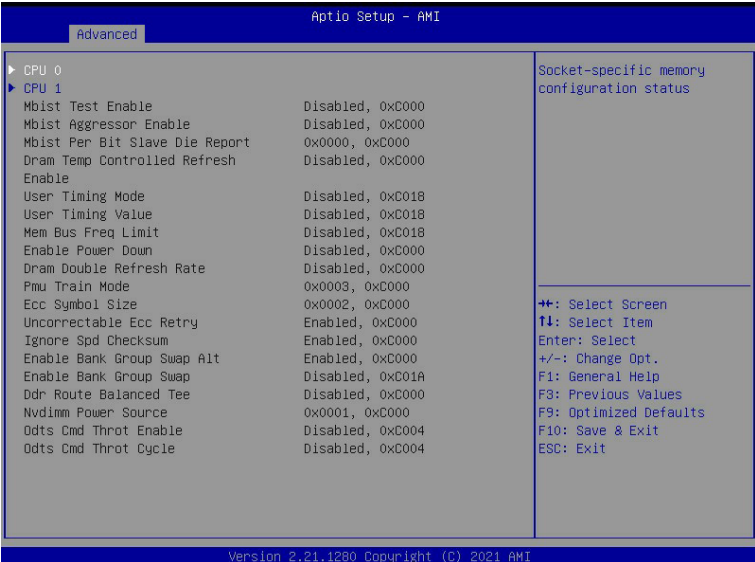 Aptio Setup – AMI
Advanced
▶ CPU 0
▶ CPU 1
Mbist Test Enable Disabled, 0xC000
Mbist Aggressor Enable Disabled, 0xC000
Mbist Per Bit Slave Die Report 0x0000, 0xC000
Dram Temp Controlled Refresh Disabled, 0xC000
Enable
User Timing Mode Disabled, 0xC018
User Timing Value Disabled, 0xC018
Mem Bus Freq Limit Disabled, 0xC018
Enable Power Down Disabled, 0xC000
Dram Double Refresh Rate Disabled, 0xC000
Pmu Train Mode 0x0003, 0xC000
Ecc Symbol Size 0x0002, 0xC000
Uncorrectable Ecc Retry Enabled, 0xC000
Ignore Spd Checksum Enabled, 0xC000
Enable Bank Group Swap Alt Enabled, 0xC000
Enable Bank Group Swap Disabled, 0xC01A
Ddr Route Balanced Tee Disabled, 0xC000
Nvdimm Power Source 0x0001, 0xC000
Odts Cmd Throt Enable Disabled, 0xC004
Odts Cmd Throt Cycle Disabled, 0xC004
Socket-specific memory
configuration status
→←: Select Screen
↑↓: Select Item
Enter: Select
+/-: Change Opt.
F1: General Help
F3: Previous Values
F9: Optimized Defaults
F10: Save & Exit
ESC: Exit
Version 2.21.1280 Copyright (C) 2021 AMI